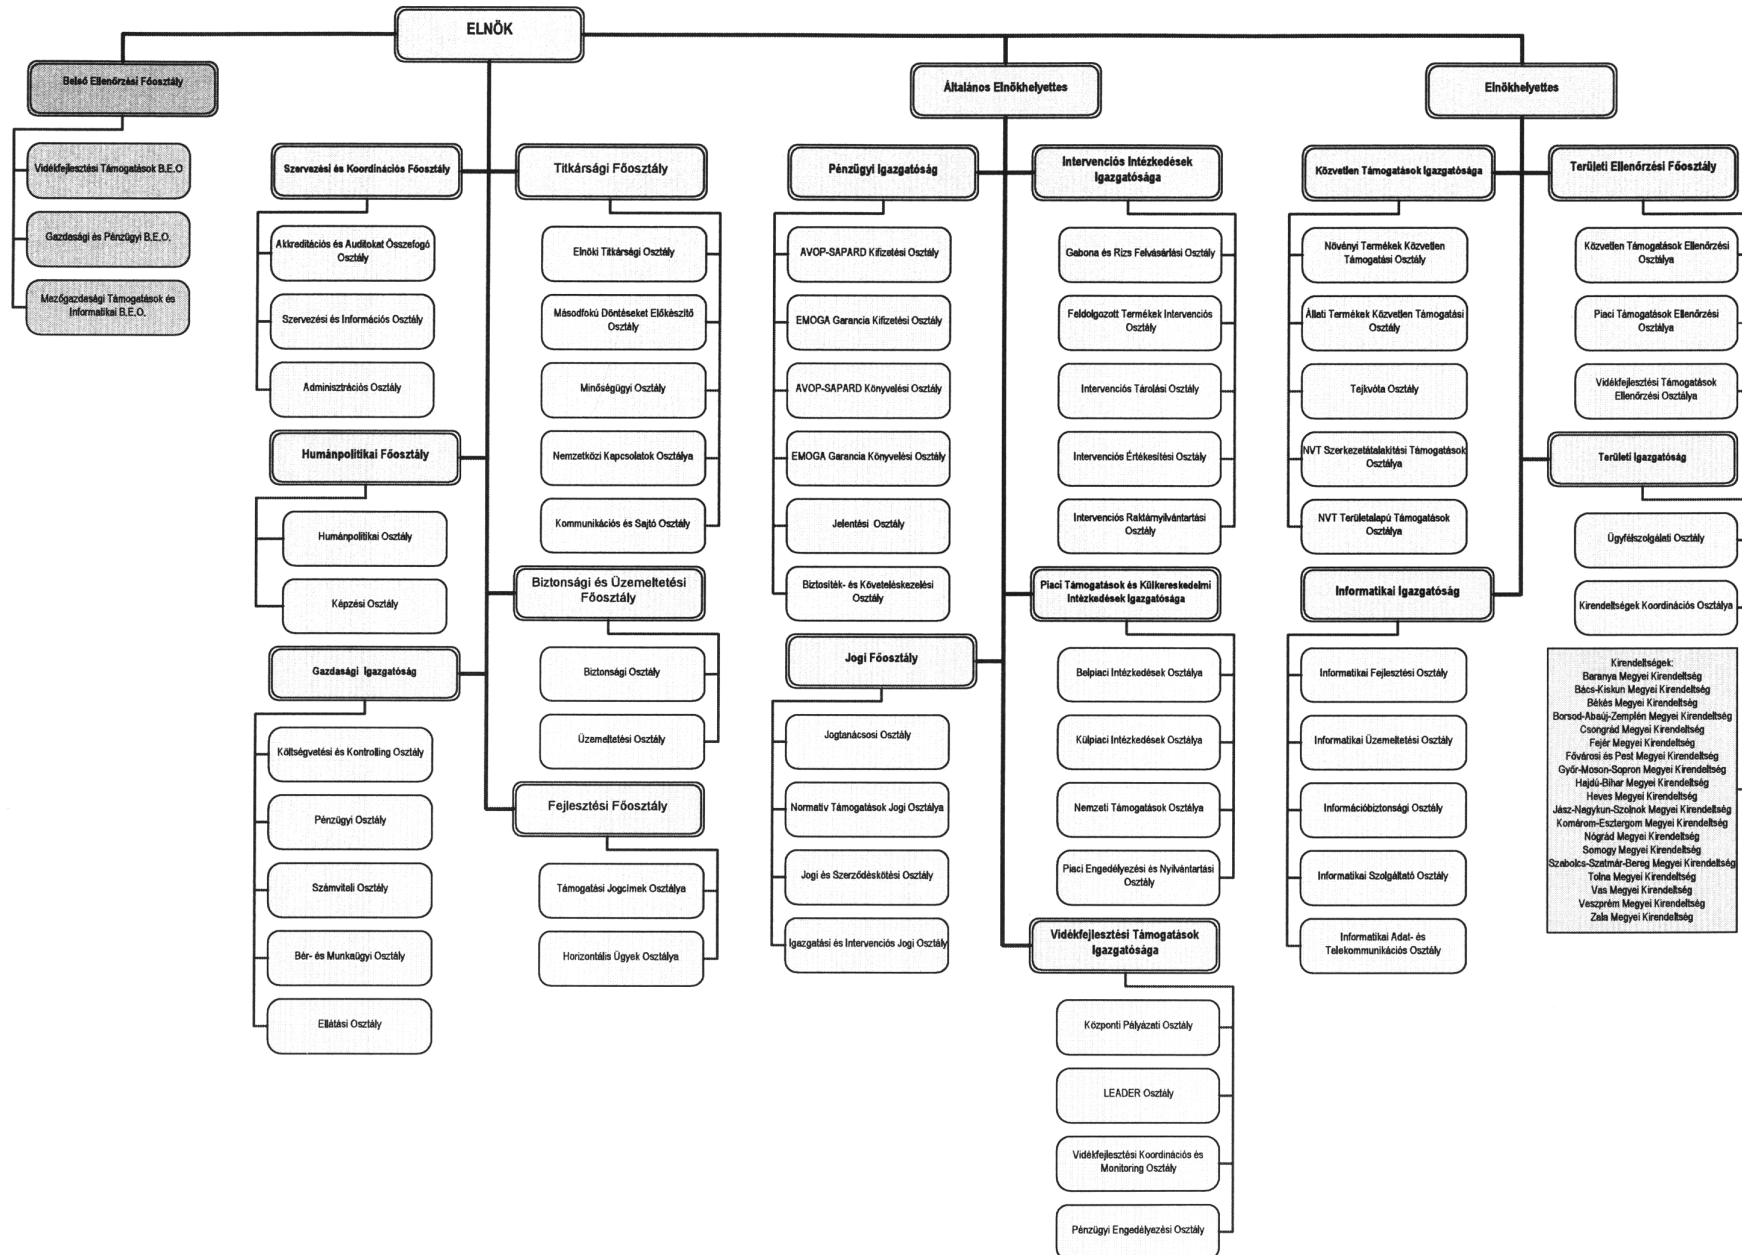 ELNÖK
Belső Ellenőrzési Főosztály
Vidékfejlesztési Támogatások B.E.O
Gazdasági és Pénzügyi B.E.O.
Mezőgazdasági Támogatások és
Informatikai B.E.O.
Szervezési és Koordinációs Főosztály
Akkreditációs és Auditokat Összefogó
Osztály
Szervezési és Információs Osztály
Adminisztrációs Osztály
Humánpolitikai Főosztály
Humánpolitikai Osztály
Képzési Osztály
Gazdasági Igazgatóság
Költségvetési és Kontrolling Osztály
Pénzügyi Osztály
Számviteli Osztály
Bér- és Munkaügyi Osztály
Ellátási Osztály
Titkársági Főosztály
Elnöki Titkársági Osztály
Másodfokú Döntéseket Előkészítő
Osztály
Minőségügyi Osztály
Nemzetközi Kapcsolatok Osztálya
Kommunikációs és Sajtó Osztály
Biztonsági és Üzemeltetési
Főosztály
Biztonsági Osztály
Üzemeltetési Osztály
Fejlesztési Főosztály
Támogatási Jogcímek Osztálya
Horizontális Ügyek Osztálya
Általános Elnökhelyettes
Pénzügyi Igazgatóság
AVOP-SAPARD Kifizetési Osztály
EMOGA Garancia Kifizetési Osztály
AVOP-SAPARD Könyvelési Osztály
EMOGA Garancia Könyvelési Osztály
Jelentési Osztály
Biztosíték- és Követeléskezelési
Osztály
Jogi Főosztály
Jogtanácsosi Osztály
Normatív Támogatások Jogi Osztálya
Jogi és Szerződéskötési Osztály
Igazgatási és Intervenciós Jogi Osztály
Intervenciós Intézkedések
Igazgatósága
Gabona és Rizs Felvásárlási Osztály
Feldolgozott Termékek Intervenciós
Osztály
Intervenciós Tárolási Osztály
Intervenciós Értékesítési Osztály
Intervenciós Raktárnyilvántartási
Osztály
Piaci Támogatások és Külkereskedelmi
Intézkedések Igazgatósága
Belpiaci Intézkedések Osztálya
Külpiaci Intézkedések Osztálya
Nemzeti Támogatások Osztálya
Piaci Engedélyezési és Nyilvántartási
Osztály
Vidékfejlesztési Támogatások
Igazgatósága
Központi Pályázati Osztály
LEADER Osztály
Vidékfejlesztési Koordinációs és
Monitoring Osztály
Pénzügyi Engedélyezési Osztály
Elnökhelyettes
Közvetlen Támogatások Igazgatósága
Növényi Termékek Közvetlen
Támogatási Osztály
Állati Termékek Közvetlen Támogatási
Osztály
Tejkvóta Osztály
NVT Szerkezetátalakítási Támogatások
Osztálya
NVT Területalapú Támogatások
Osztálya
Informatikai Igazgatóság
Informatikai Fejlesztési Osztály
Informatikai Üzemeltetési Osztály
Információbiztonsági Osztály
Informatikai Szolgáltató Osztály
Informatikai Adat- és
Telekommunikációs Osztály
Területi Ellenőrzési Főosztály
Közvetlen Támogatások Ellenőrzési
Osztálya
Piaci Támogatások Ellenőrzési
Osztálya
Vidékfejlesztési Támogatások
Ellenőrzési Osztálya
Területi Igazgatóság
Ügyfélszolgálati Osztály
Kirendeltségek Koordinációs Osztálya
Kirendeltségek:
Baranya Megyei Kirendeltség
Bács-Kiskun Megyei Kirendeltség
Békés Megyei Kirendeltség
Borsod-Abaúj-Zemplén Megyei Kirendeltség
Csongrád Megyei Kirendeltség
Fejér Megyei Kirendeltség
Fővárosi és Pest Megyei Kirendeltség
Győr-Moson-Sopron Megyei Kirendeltség
Hajdú-Bihar Megyei Kirendeltség
Heves Megyei Kirendeltség
Jász-Nagykun-Szolnok Megyei Kirendeltség
Komárom-Esztergom Megyei Kirendeltség
Nógrád Megyei Kirendeltség
Somogy Megyei Kirendeltség
Szabolcs-Szatmár-Bereg Megyei Kirendeltség
Tolna Megyei Kirendeltség
Vas Megyei Kirendeltség
Veszprém Megyei Kirendeltség
Zala Megyei Kirendeltség